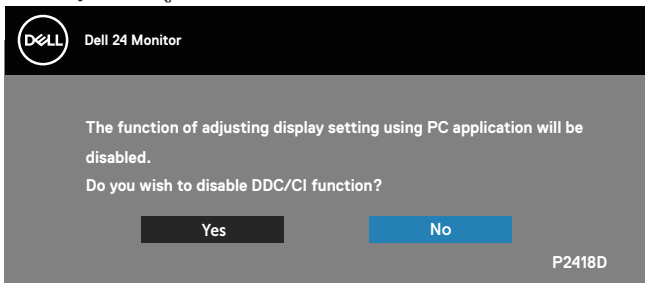 DELL
Dell 24 Monitor
The function of adjusting display setting using PC application will be
disabled.
Do you wish to disable DDC/CI function?
Yes
No
P2418D